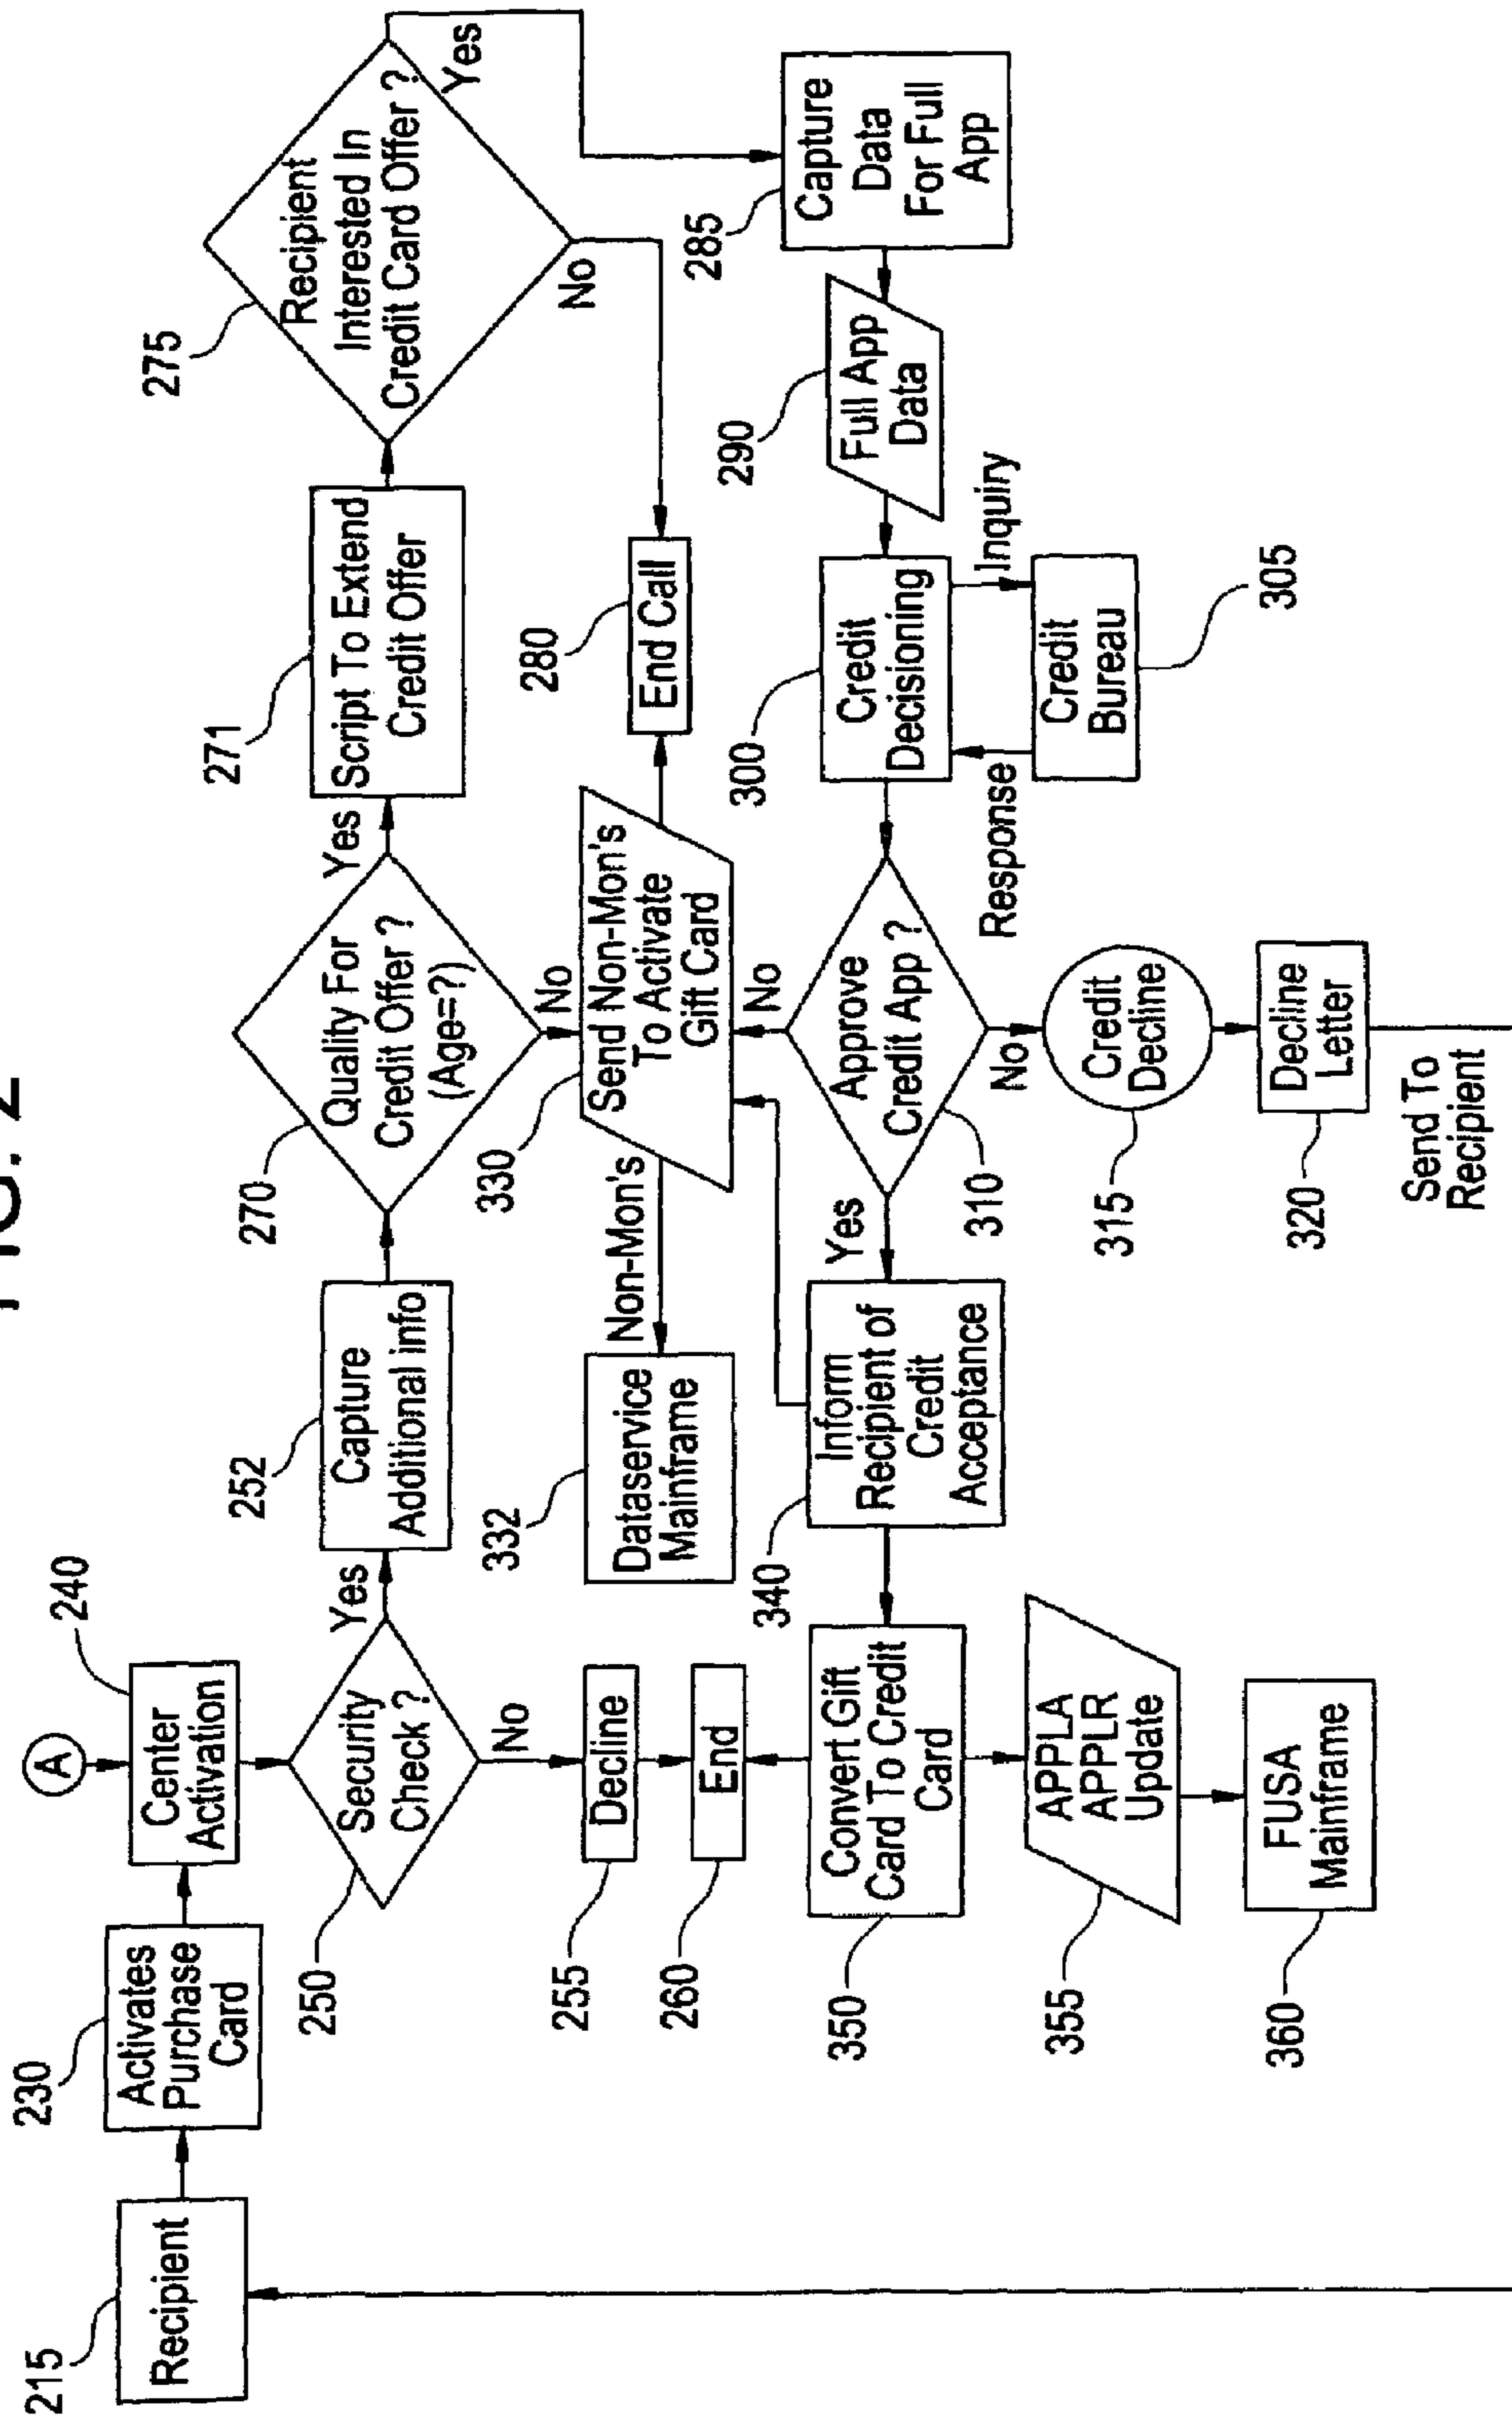 FIG. 2
A
240
Center
Activation
230
Activates
Purchase
Card
215
Recipient
250
Security
Check ?
Yes
No
252
Capture
Additional info
270
Quality For
Credit Offer ?
(Age=?)
Yes
No
271
Script To Extend
Credit Offer
275
Recipient
Interested In
Credit Card Offer ?
Yes
No
255
Decline
260
End
332
Dataservice
Mainframe
Non-Mon's
330
Send Non-Mon's
To Activate
Gift Card
280
End Call
285
Capture
Data
For Full
App
290
Full App
Data
300
Credit
Decisioning
Inquiry
Response
Credit
Bureau
305
310
Approve
Credit App ?
Yes
No
No
340
Inform
Recipient of
Credit
Acceptance
350
Convert Gift
Card To Credit
Card
355
APPLA
APPLR
Update
360
FUSA
Mainframe
315
Credit
Decline
320
Decline
Letter
Send To
Recipient